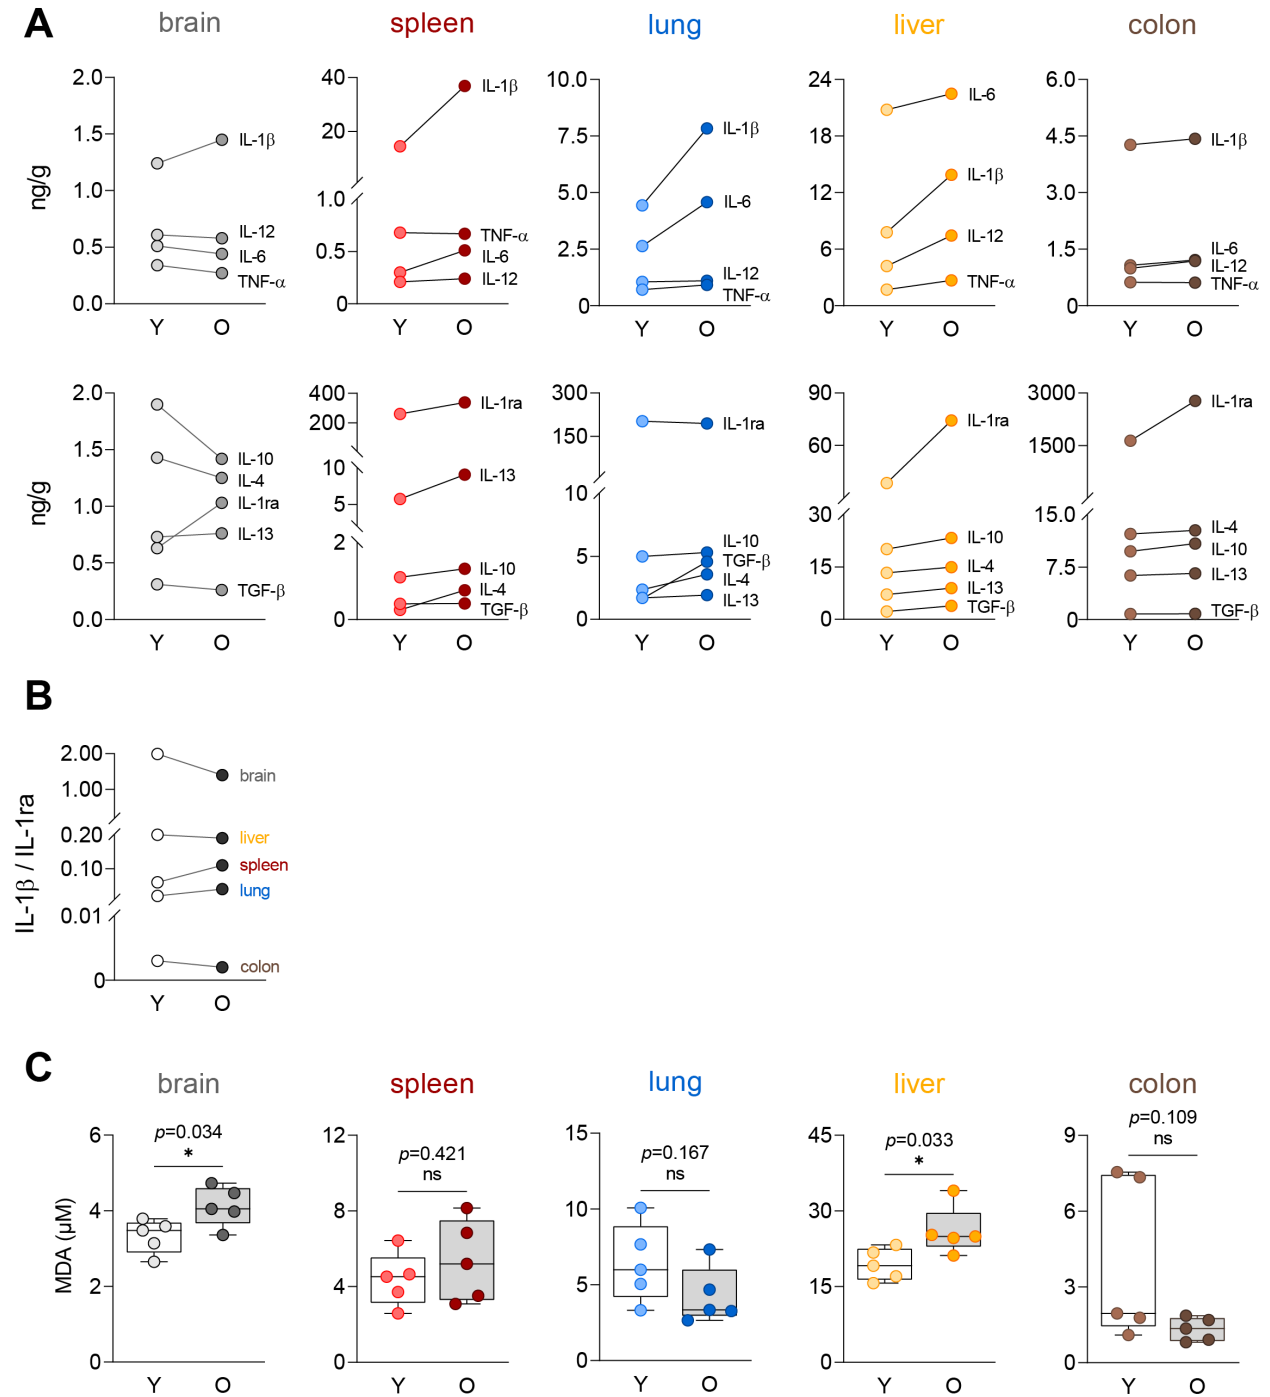 A
brain
spleen
lung
liver
colon
ng/g
2.0
1.5
1.0
0.5
0.0
IL-1β
IL-12
IL-6
TNF-α
Y
O
40
20
1.0
0.5
0
IL-1β
TNF-α
IL-6
IL-12
Y
O
10.0
7.5
5.0
2.5
0
IL-1β
IL-6
IL-12
TNF-α
Y
O
24
18
12
6
0
IL-6
IL-1β
IL-12
TNF-α
Y
O
6.0
4.5
3.0
1.5
0
IL-1β
IL-6
IL-12
TNF-α
Y
O
ng/g
2.0
1.5
1.0
0.5
0.0
IL-10
IL-4
IL-1ra
IL-13
TGF-β
Y
O
400
200
10
5
2
0
IL-1ra
IL-13
IL-10
IL-4
TGF-β
Y
O
300
150
10
5
0
IL-1ra
IL-10
TGF-β
IL-4
IL-13
Y
O
90
60
30
15
0
IL-1ra
IL-10
IL-4
IL-13
TGF-β
Y
O
3000
1500
15.0
7.5
0
IL-1ra
IL-4
IL-10
IL-13
TGF-β
Y
O
B
IL-1β / IL-1ra
2.00
1.00
0.20
0.10
0.01
0
brain
liver
spleen
lung
colon
Y
O
C
brain
spleen
lung
liver
colon
MDA (μM)
6
4
2
0
p=0.034
*
Y
O
12
8
4
0
p=0.421
ns
Y
O
15
10
5
0
p=0.167
ns
Y
O
45
30
15
0
p=0.033
*
Y
O
9
6
3
0
p=0.109
ns
Y
O